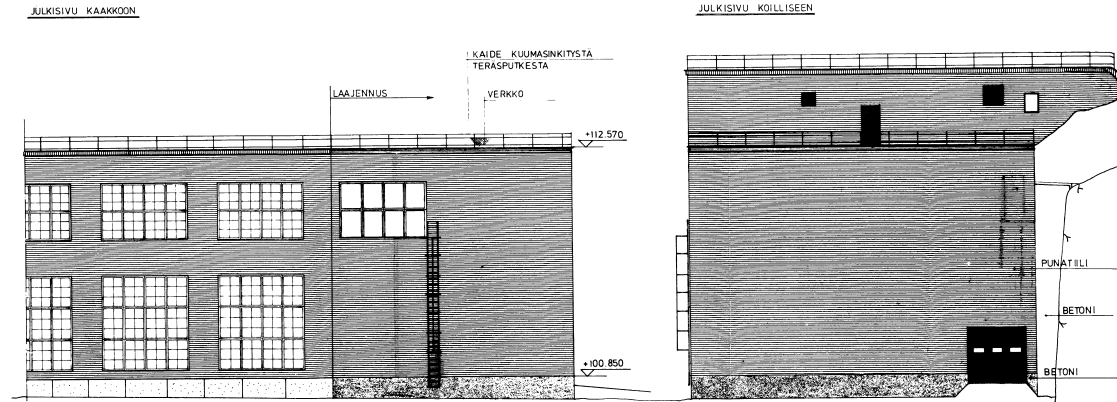 JULKISIVU KAAKKOON
JULKISIVU KOILLISEEN
KAIDE KUUMASINKITYSTÄ
TERÄSPUTKESTA
LAAJENNUS
VERKKO
+112.570
PUNATIILI
BETONI
+100.850
BETONI